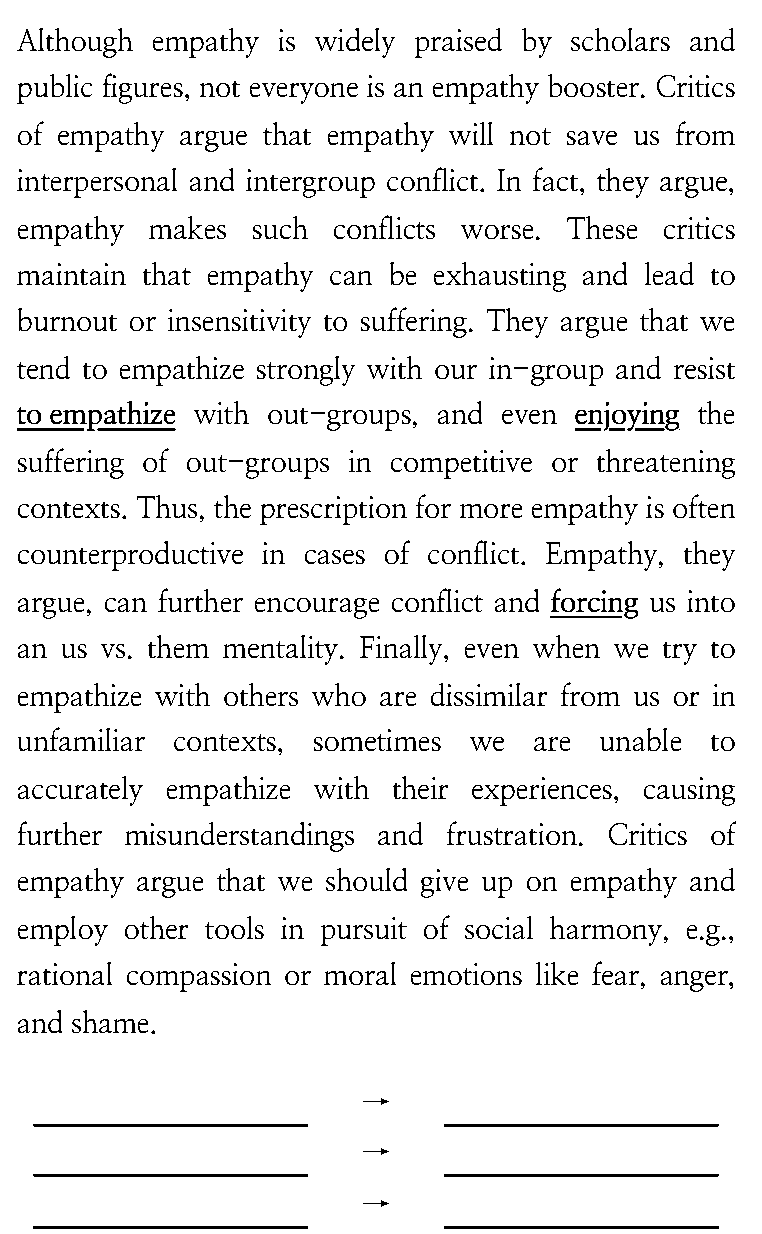 Although empathy is widely praised by scholars and
public figures, not everyone is an empathy booster. Critics
of empathy argue that empathy will not save us from
interpersonal and intergroup conflict. In fact, they argue,
empathy makes such conflicts worse. These critics
maintain that empathy can be exhausting and lead to
burnout or insensitivity to suffering. They argue that we
tend to empathize strongly with our in-group and resist
to empathize with out-groups, and even enjoying the
suffering of out-groups in competitive or threatening
contexts. Thus, the prescription for more empathy is often
counterproductive in cases of conflict. Empathy, they
argue, can further encourage conflict and forcing us into
an us vs. them mentality. Finally, even when we try to
empathize with others who are dissimilar from us or in
unfamiliar contexts, sometimes we are unable to
accurately empathize with their experiences, causing
further misunderstandings and frustration. Critics of
empathy argue that we should give up on empathy and
employ other tools in pursuit of social harmony, e.g.,
rational compassion or moral emotions like fear, anger,
and shame.
→
→
→